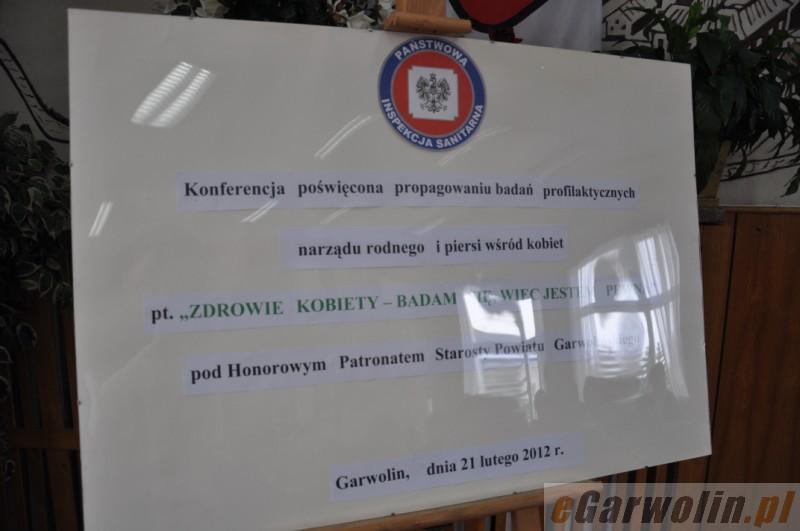 PAŃSTWOWA
INSPEKCJA SANITARNA
Konferencja poświęcona propagowaniu badań profilaktycznych
narządu rodnego i piersi wśród kobiet
pt. „ZDROWIE KOBIETY – BADAM WIĘC
pod Honorowym Patronatem Starosty Powiatu
Garwolin, dnia 21 lutego 2012 r.
eGarwolin.pl